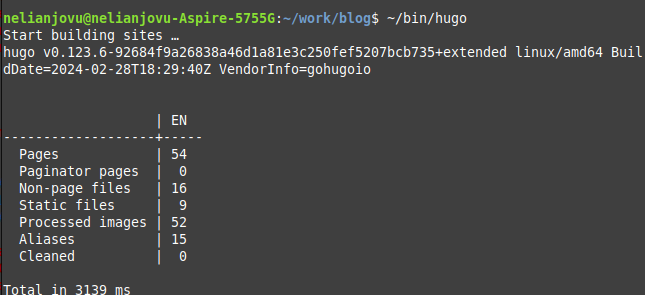 nelianjovu@nelianjovu-Aspire-5755G:~/work/blog$ ~/bin/hugo
Start building sites …
hugo v0.123.6-92684f9a26838a46d1a81e3c250fef5207bcb735+extended linux/amd64 Buil
dDate=2024-02-28T18:29:40Z VendorInfo=gohugoio
                   | EN
-------------------+-----
  Pages            | 54
  Paginator pages  |  0
  Non-page files   | 16
  Static files     |  9
  Processed images | 52
  Aliases          | 15
  Cleaned          |  0
Total in 3139 ms